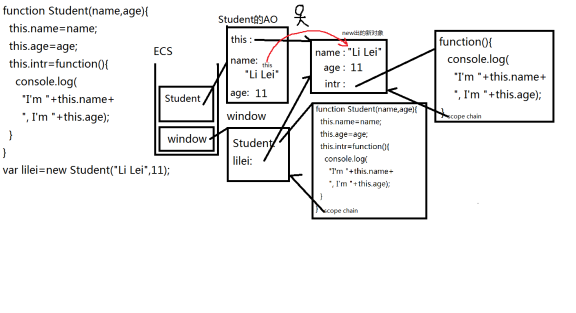 function Student(name,age){
this.name=name;
this.age=age;
this.intr=function(){
console.log(
"I'm "+this.name+
", I'm "+this.age);
}
}
var lilei=new Student("Li Lei",11);
ECS
Student
window
Student的AO
this :
name:
this
"Li Lei"
age: 11
window
Student:
lilei:
new出的新对象
name : "Li Lei"
age : 11
intr :
function Student(name,age){
this.name=name;
this.age=age;
this.intr=function(){
console.log(
"I'm "+this.name+
", I'm "+this.age);
}
} scope chain
function(){
console.log(
"I'm "+this.name+
", I'm "+this.age);
} scope chain